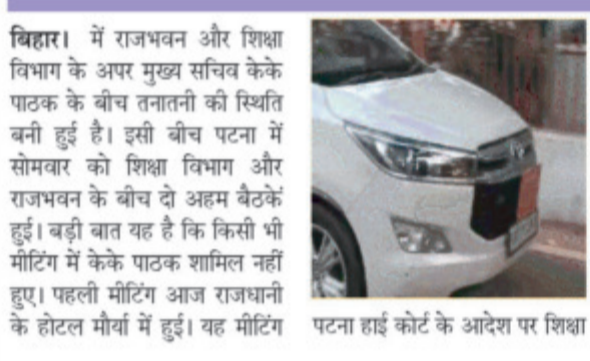 बिहार। में राजभवन और शिक्षा
विभाग के अपर मुख्य सचिव केके
पाठक के बीच तनातनी की स्थिति
बनी हुई है। इसी बीच पटना में
सोमवार को शिक्षा विभाग और
राजभवन के बीच दो अहम बैठकें
हुई। बड़ी बात यह है कि किसी भी
मीटिंग में केके पाठक शामिल नहीं
हुए। पहली मीटिंग आज राजधानी
के होटल मौर्या में हुई। यह मीटिंग
पटना हाई कोर्ट के आदेश पर शिक्षा